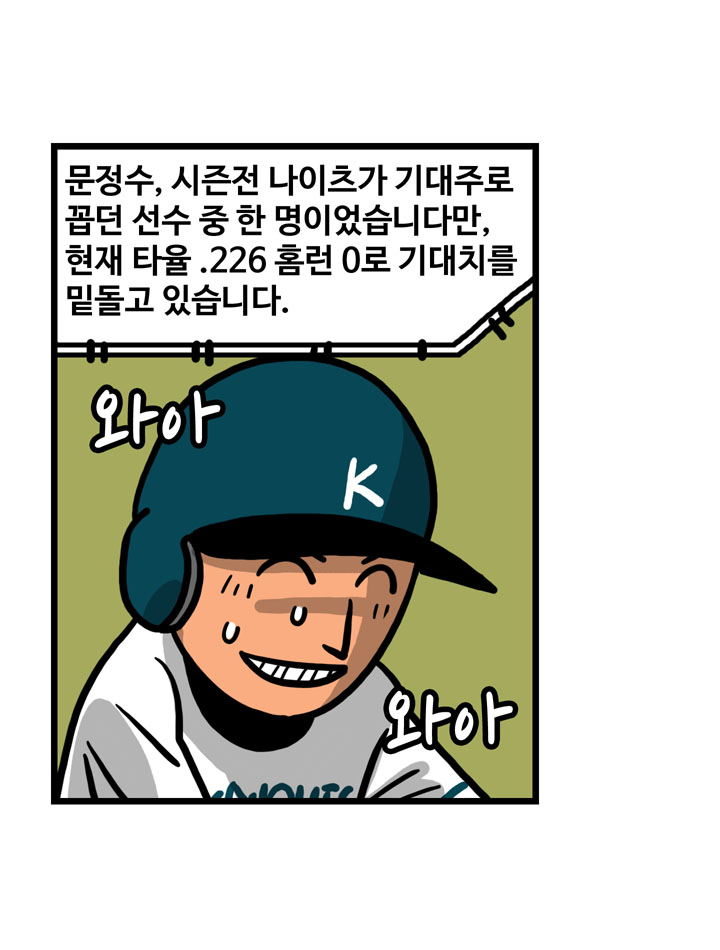 문정수, 시즌전 나이츠가 기대주로
꼽던 선수 중 한 명이었습니다만,
현재 타율 .226 홈런 0로 기대치를
밑돌고 있습니다.
와아
K
와아